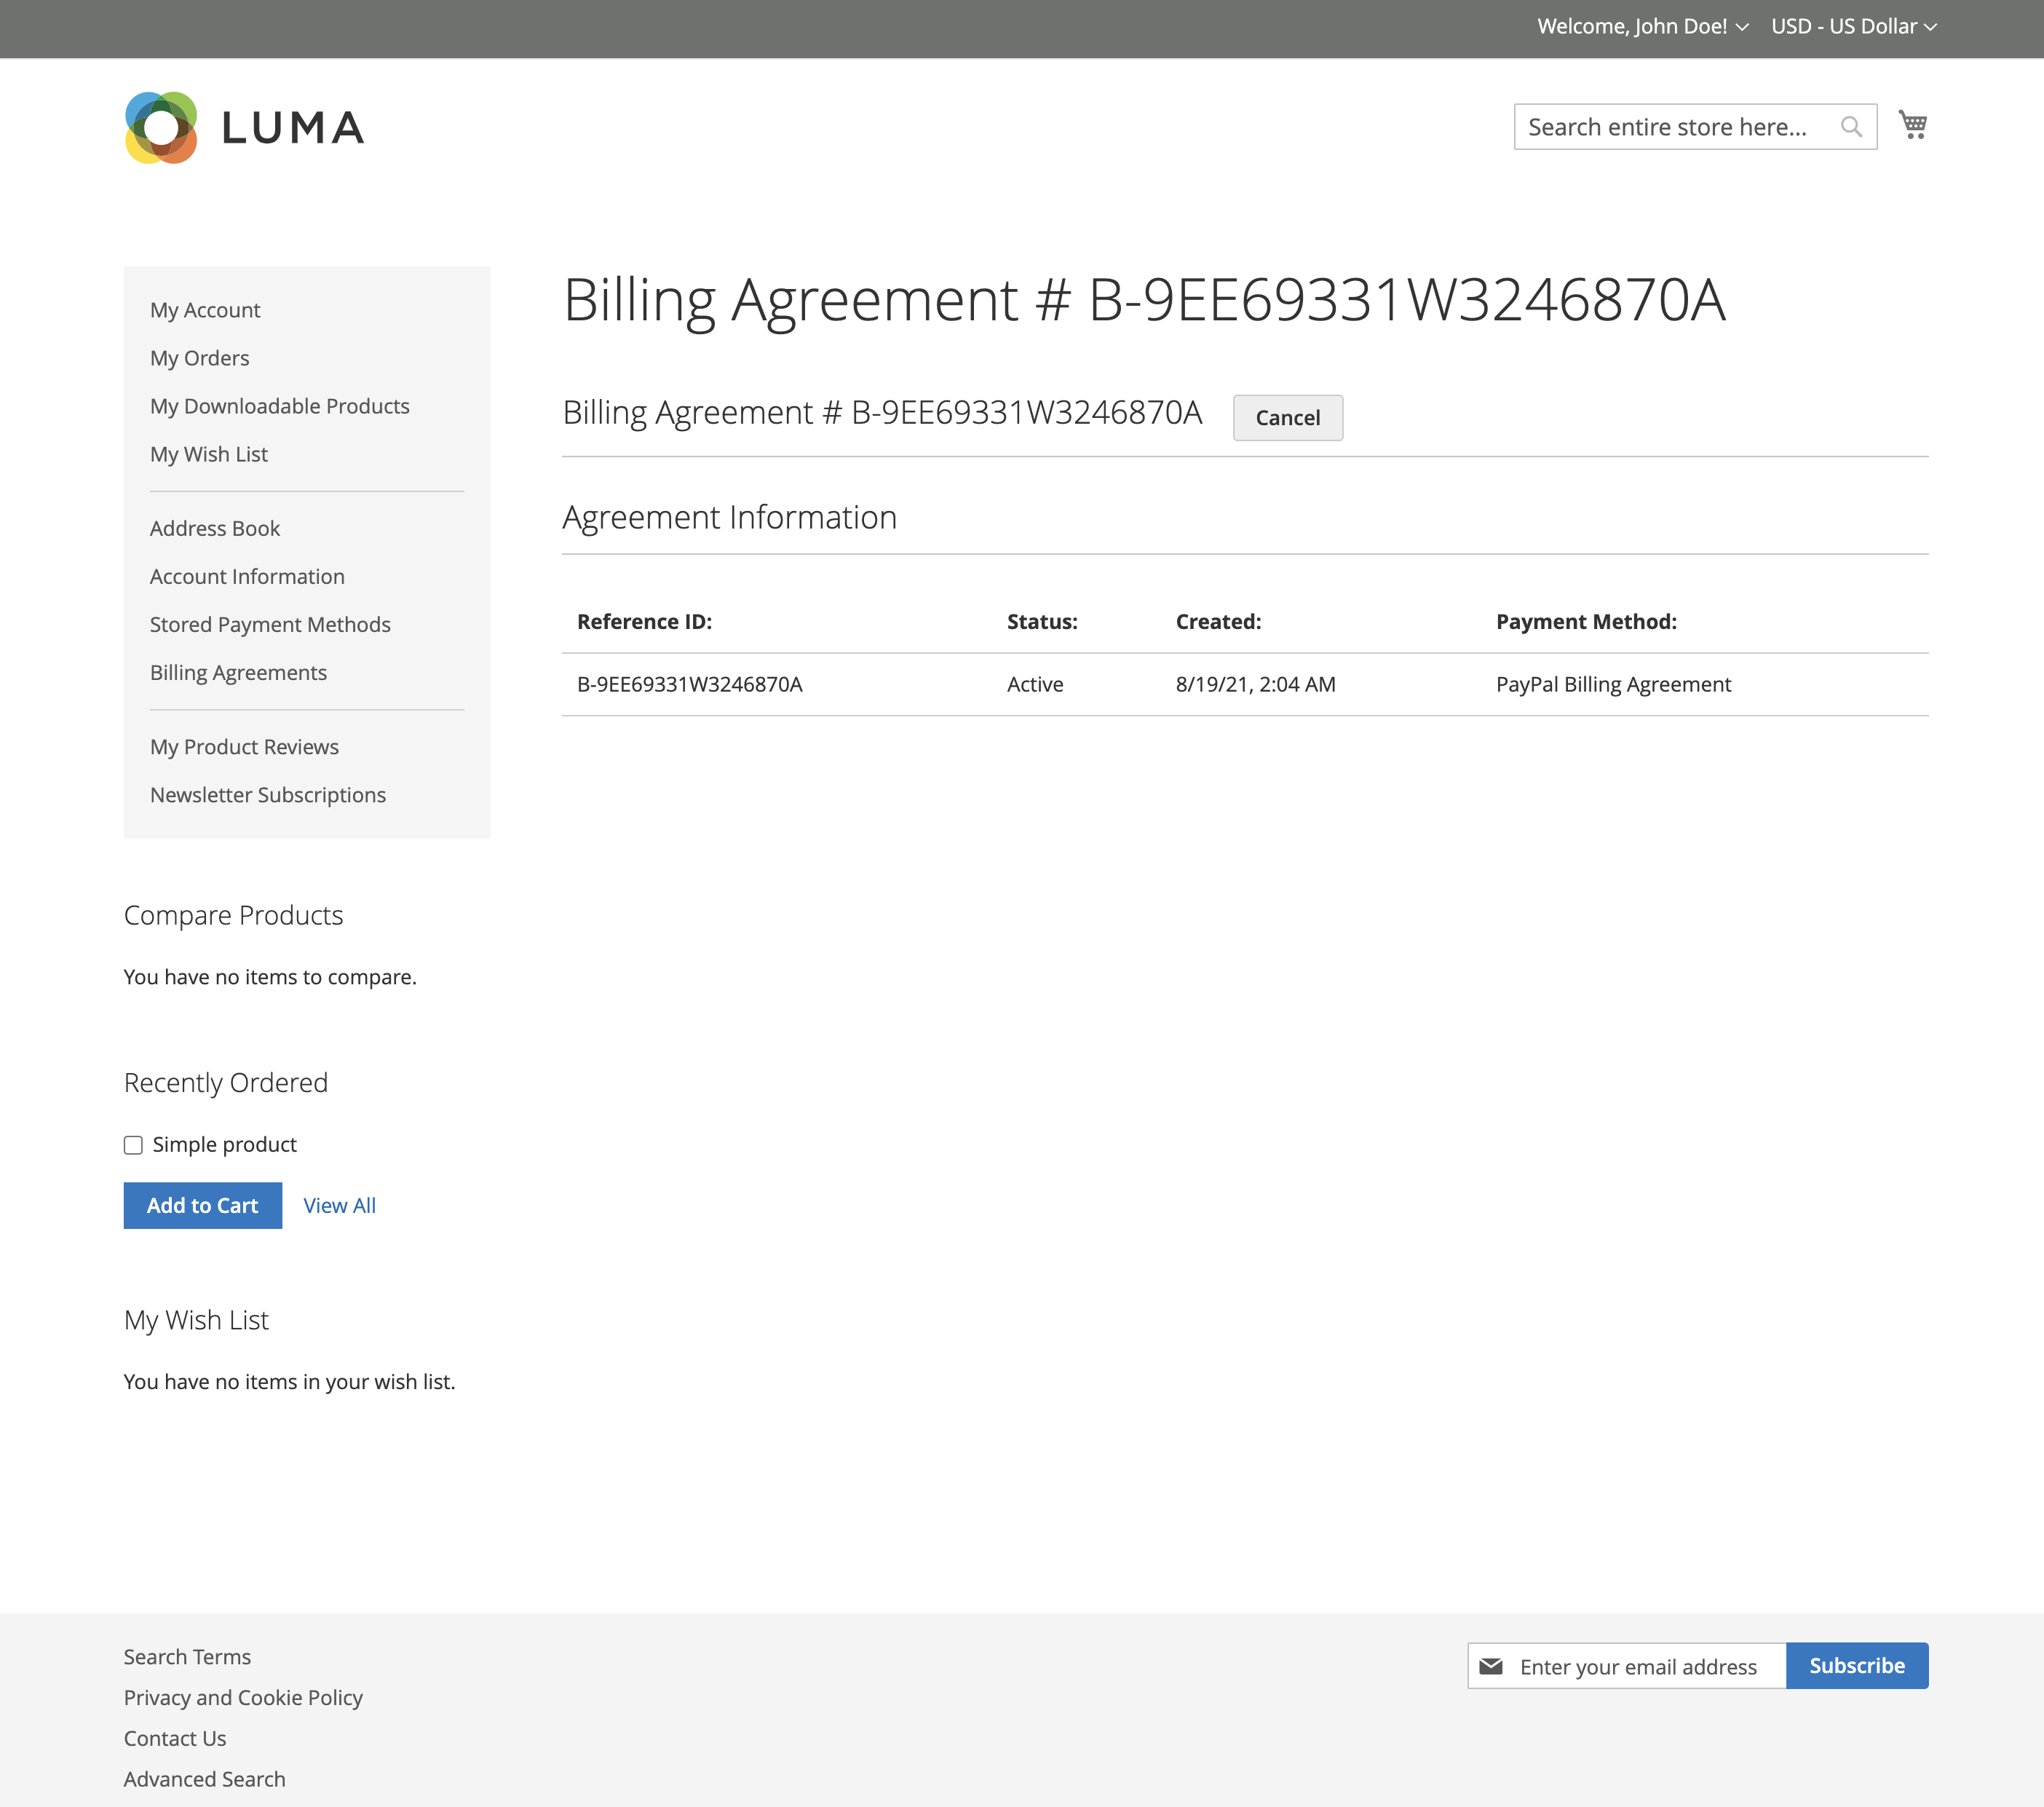 Welcome, John Doe! USD - US Dollar
LUMA
Search entire store here...
My Account
My Orders
My Downloadable Products
My Wish List
Address Book
Account Information
Stored Payment Methods
Billing Agreements
My Product Reviews
Newsletter Subscriptions
Billing Agreement # B-9EE69331W3246870A
Billing Agreement # B-9EE69331W3246870A Cancel
Agreement Information
Reference ID: Status: Created: Payment Method:
B-9EE69331W3246870A Active 8/19/21, 2:04 AM PayPal Billing Agreement
Compare Products
You have no items to compare.
Recently Ordered
Simple product
Add to Cart View All
My Wish List
You have no items in your wish list.
Search Terms
Privacy and Cookie Policy
Contact Us
Advanced Search
Enter your email address Subscribe